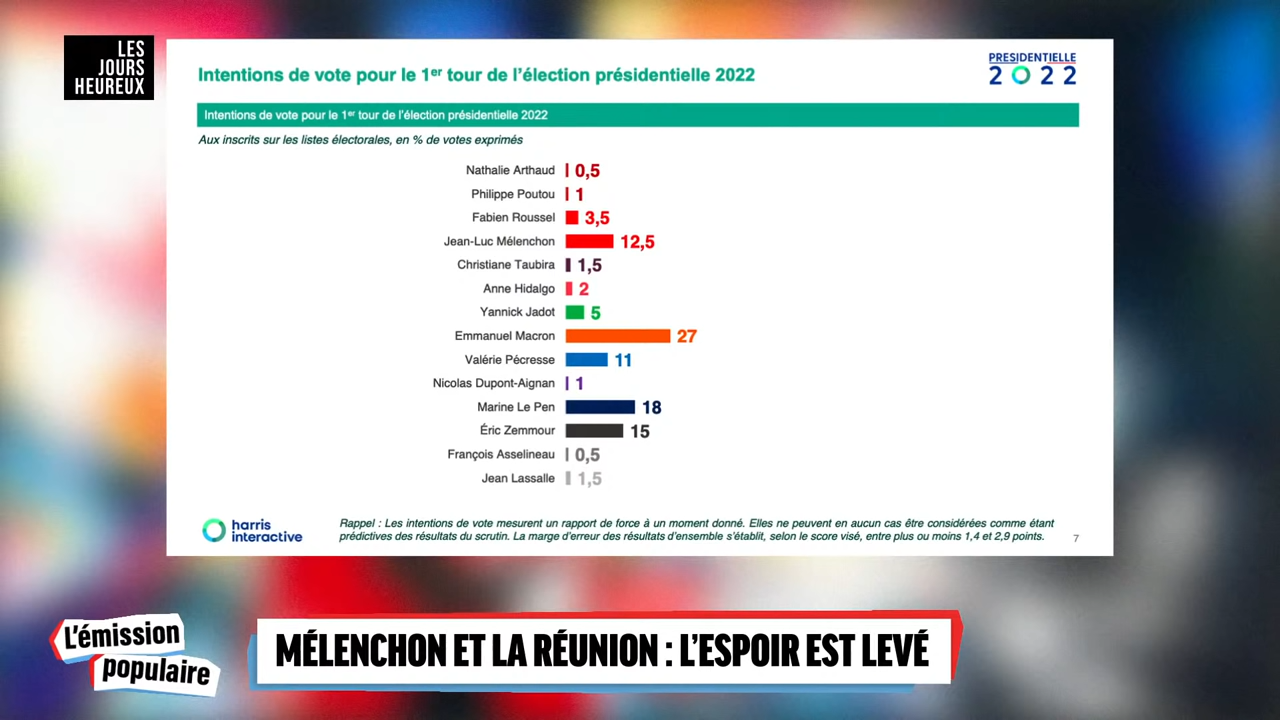 LES
JOURS
HEUREUX
Intentions de vote pour le 1er tour de l'élection présidentielle 2022
PRESIDENTIELLE
2022
Intentions de vote pour le 1er tour de l'élection présidentielle 2022
Aux inscrits sur les listes électorales, en % de votes exprimés
Nathalie Arthaud 0,5
Philippe Poutou 1
Fabien Roussel 3,5
Jean-Luc Mélenchon 12,5
Christiane Taubira 1,5
Anne Hidalgo 2
Yannick Jadot 5
Emmanuel Macron 27
Valérie Pécresse 11
Nicolas Dupont-Aignan 1
Marine Le Pen 18
Éric Zemmour 15
François Asselineau 0,5
Jean Lassalle 1,5
harris
interactive
Rappel : Les intentions de vote mesurent un rapport de force à un moment donné. Elles ne peuvent en aucun cas être considérées comme étant
prédictives des résultats du scrutin. La marge d'erreur des résultats d'ensemble s'établit, selon le score visé, entre plus ou moins 1,4 et 2,9 points.
7
L'émission
populaire
MÉLENCHON ET LA RÉUNION : L'ESPOIR EST LEVÉ